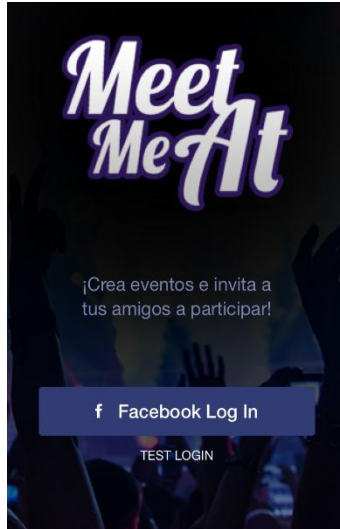 Meet
Me At
¡Crea eventos e invita a
tus amigos a participar!
f Facebook Log In
TEST LOGIN